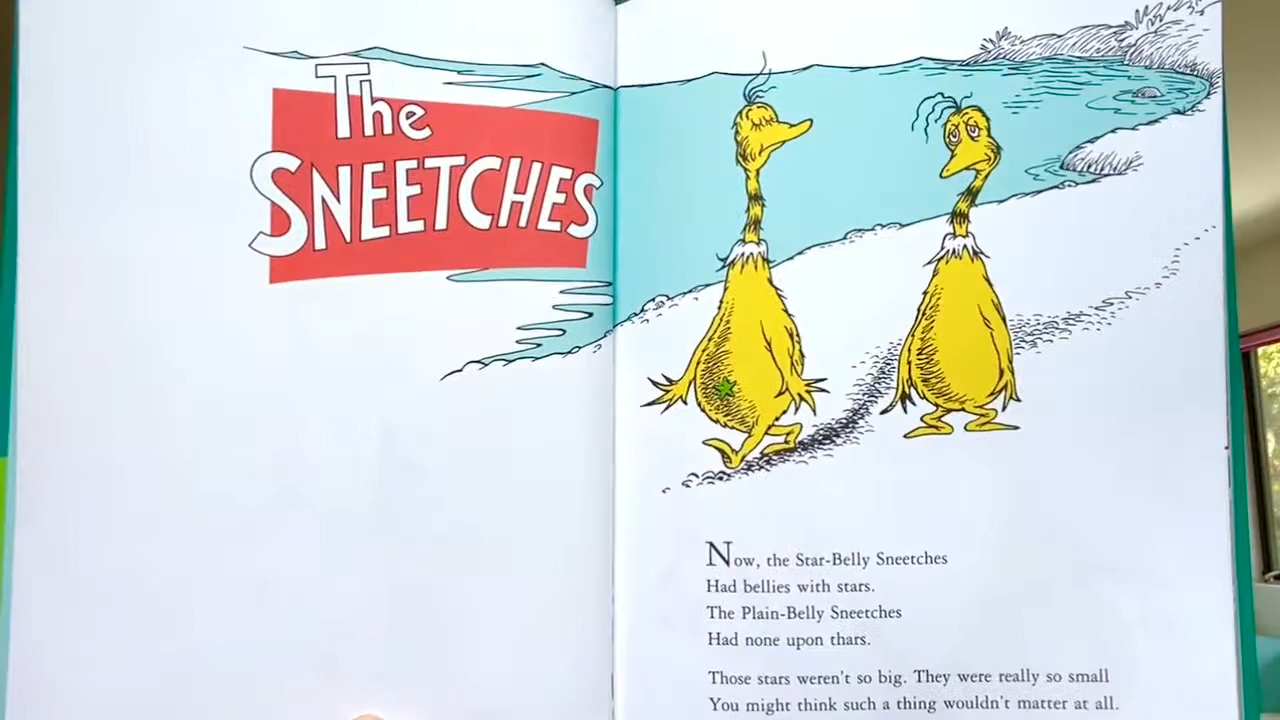 The
SNEETCHES
Now, the Star-Belly Sneetches
Had bellies with stars.
The Plain-Belly Sneetches
Had none upon thars.
Those stars weren't so big. They were really so small
You might think such a thing wouldn't matter at all.